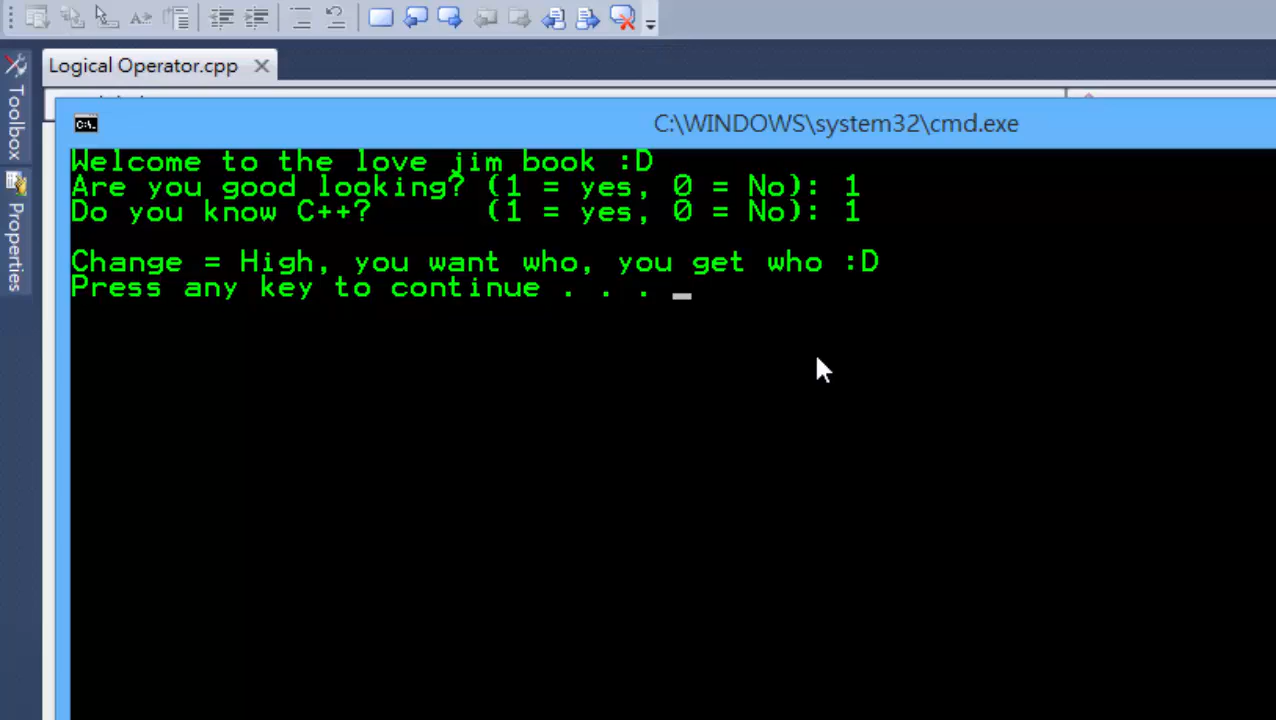 Logical Operator.cpp
Toolbox
Properties
C:\WINDOWS\system32\cmd.exe
Welcome to the love jim book :D
Are you good looking? (1 = yes, 0 = No): 1
Do you know C++?      (1 = yes, 0 = No): 1
Change = High, you want who, you get who :D
Press any key to continue . . . _